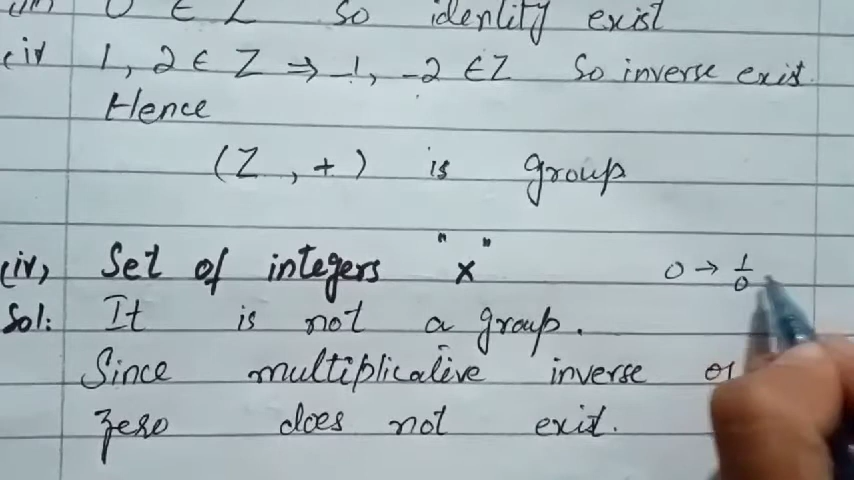 (iii) 0 ∈ Z so identity exist
(iv 1, 2 ∈ Z ⇒ -1, -2 ∈ Z So inverse exist.
Hence
(Z , +) is group
(iv) Set of integers "×" 0 → 1/0
Sol: It is not a group.
Since multiplicative inverse of
zero does not exist.